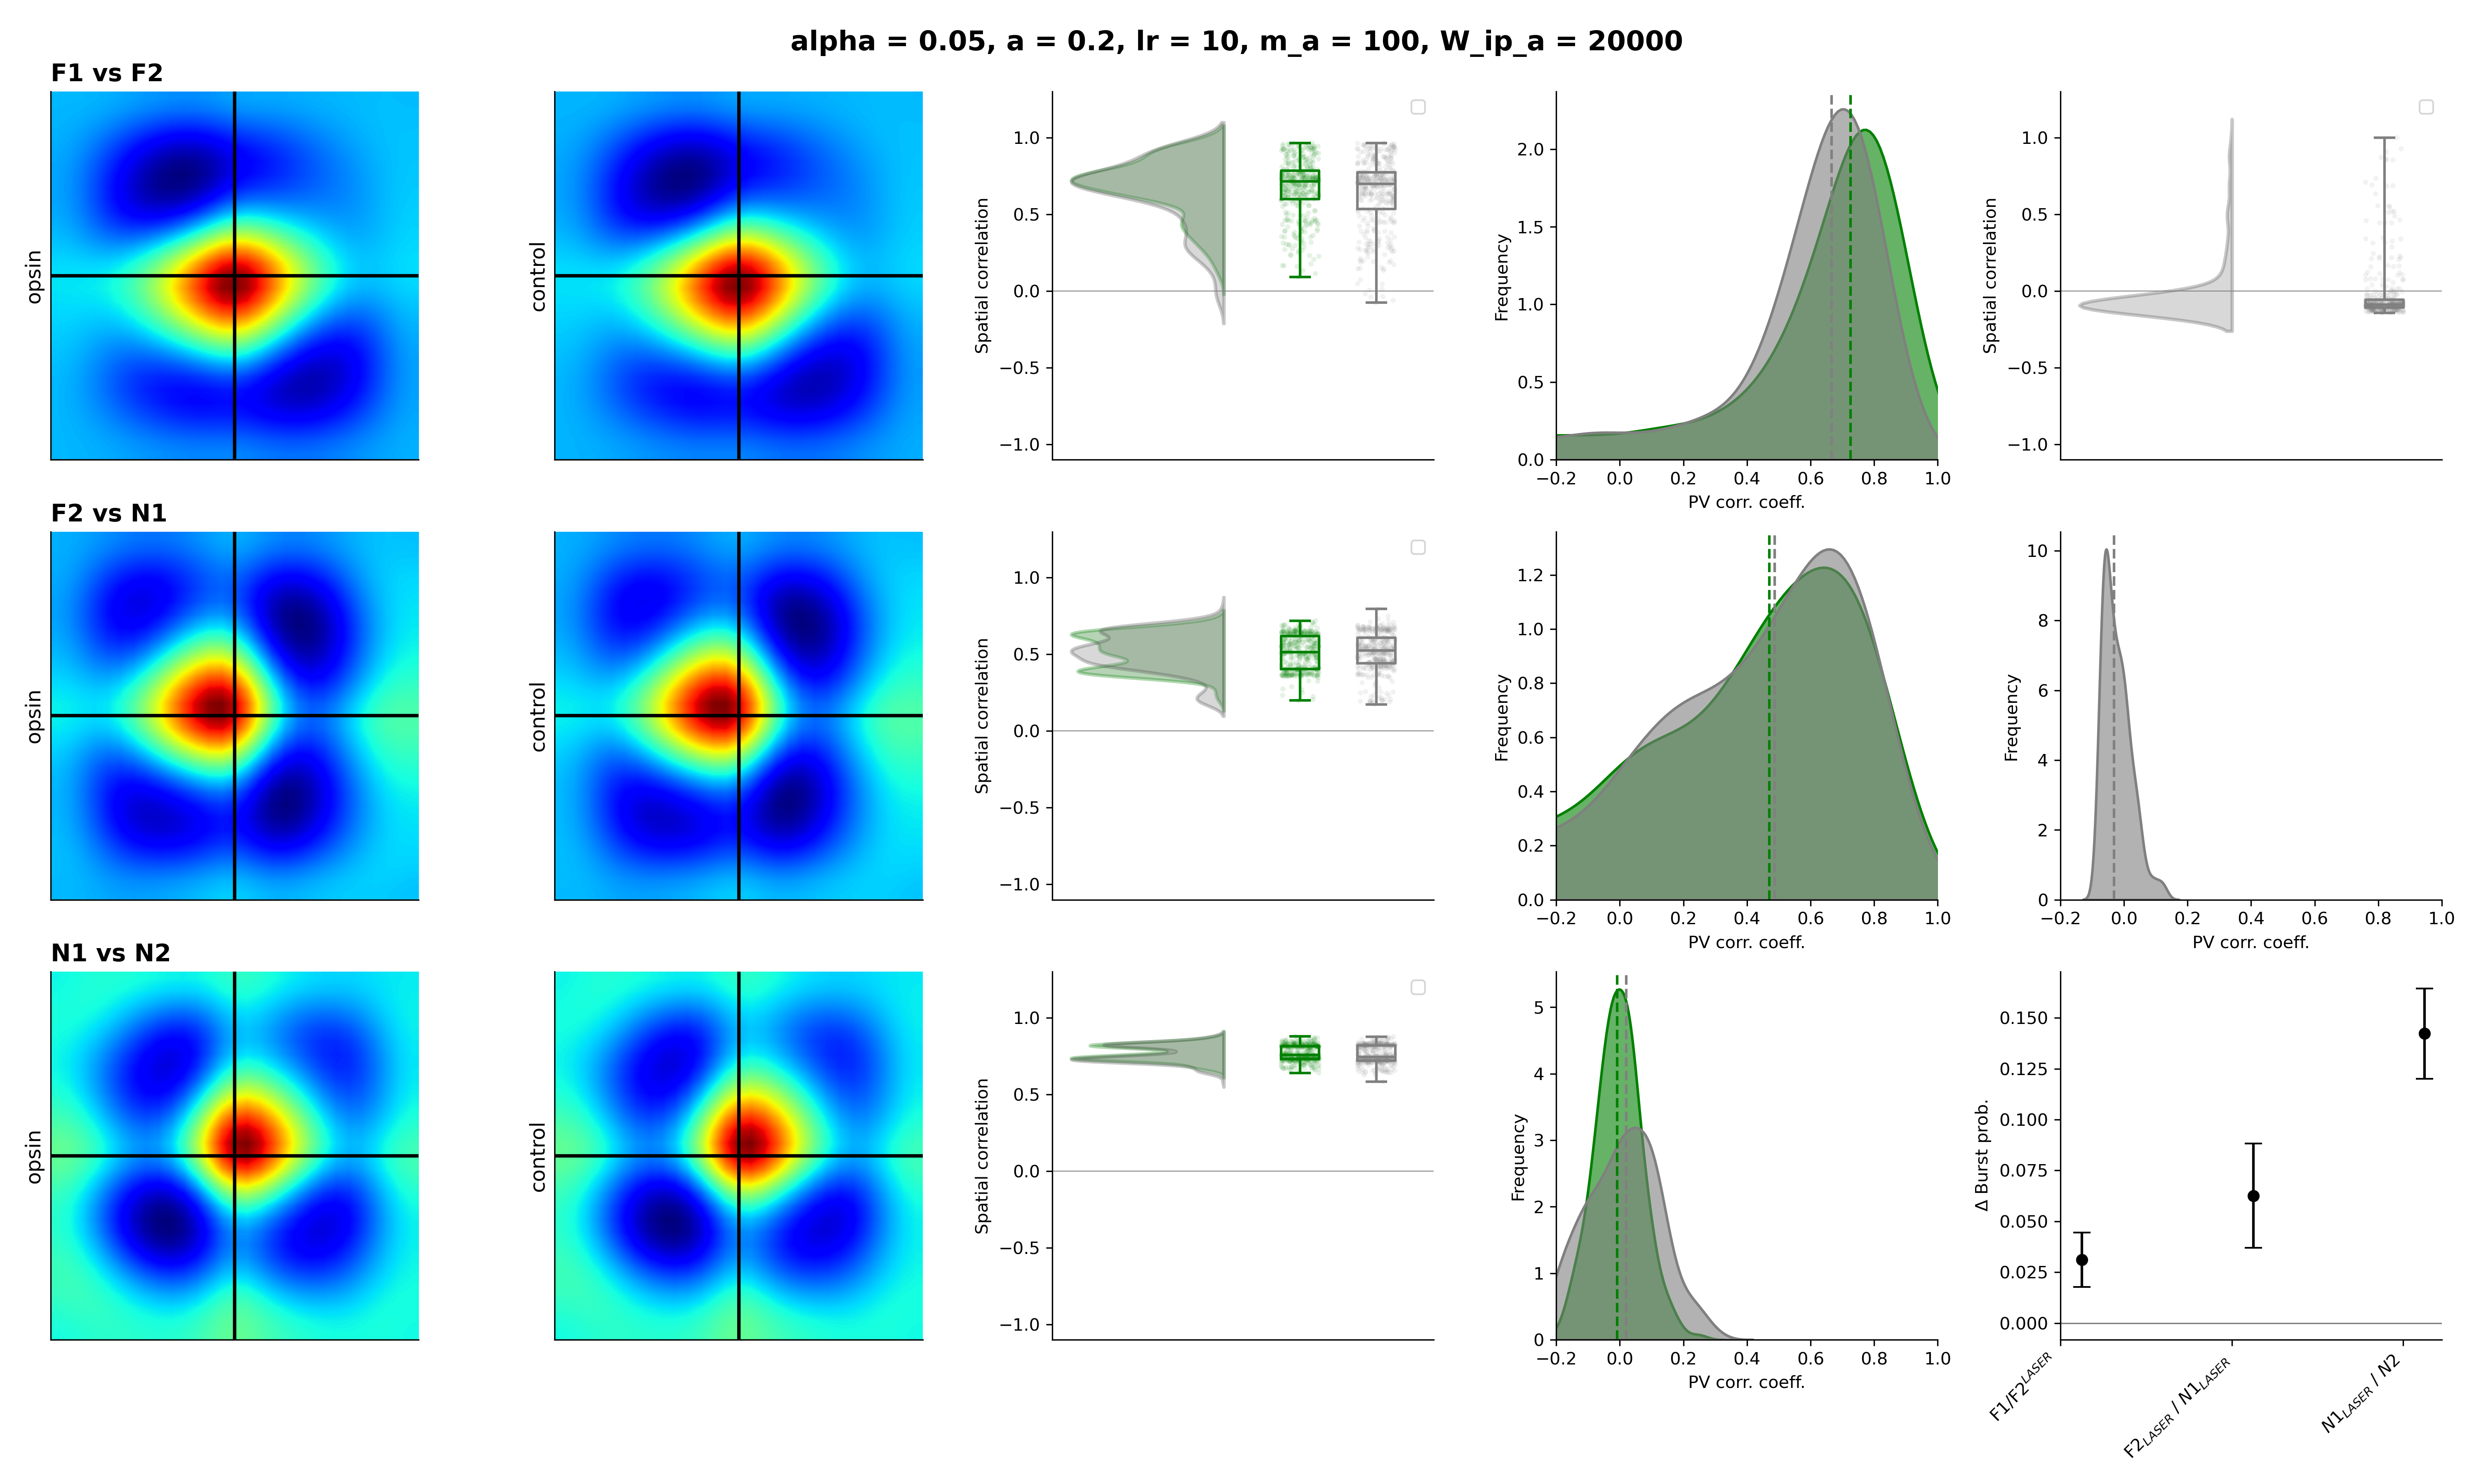 alpha = 0.05, a = 0.2, lr = 10, m_a = 100, W_ip_a = 20000
F1 vs F2
opsin
control
Spatial correlation
1.0
0.5
0.0
−0.5
−1.0
Frequency
2.0
1.5
1.0
0.5
0.0
−0.2 0.0 0.2 0.4 0.6 0.8 1.0
PV corr. coeff.
Spatial correlation
1.0
0.5
0.0
−0.5
−1.0
F2 vs N1
opsin
control
Spatial correlation
1.0
0.5
0.0
−0.5
−1.0
Frequency
1.2
1.0
0.8
0.6
0.4
0.2
0.0
−0.2 0.0 0.2 0.4 0.6 0.8 1.0
PV corr. coeff.
Frequency
10
8
6
4
2
0
−0.2 0.0 0.2 0.4 0.6 0.8 1.0
PV corr. coeff.
N1 vs N2
opsin
control
Spatial correlation
1.0
0.5
0.0
−0.5
−1.0
Frequency
5
4
3
2
1
0
−0.2 0.0 0.2 0.4 0.6 0.8 1.0
PV corr. coeff.
Δ Burst prob.
0.150
0.125
0.100
0.075
0.050
0.025
0.000
F1/F2^LASER
F2_LASER / N1_LASER
N1_LASER / N2